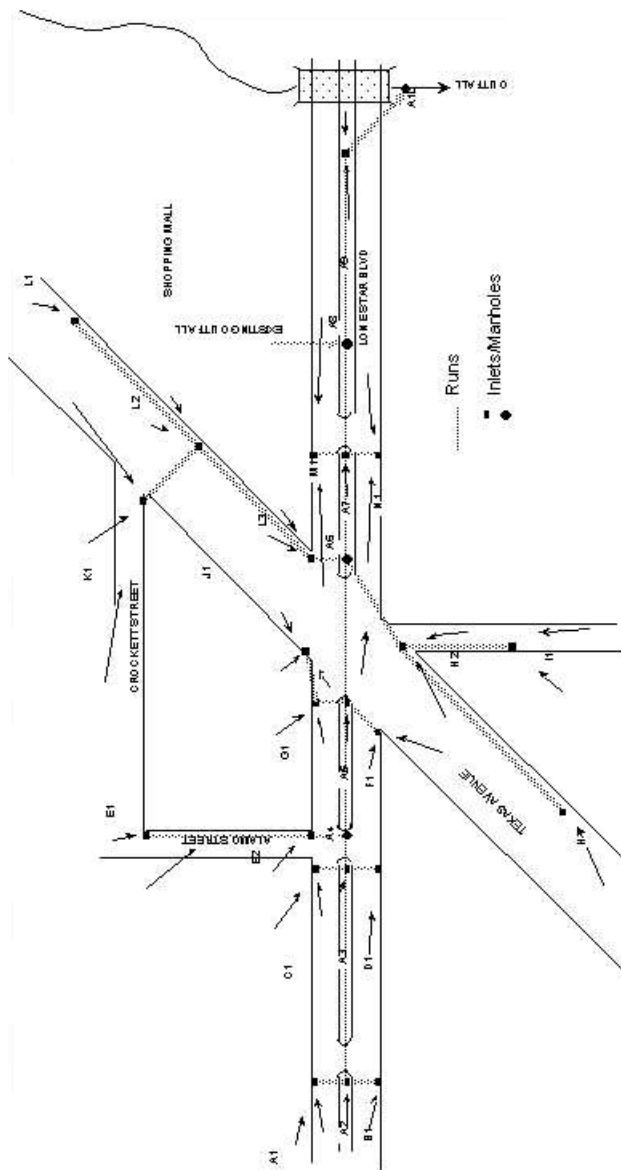 L1
SHOPPING MALL
OUTFALL
A10
L2
EXISTING OUTFALL
A9
A8
LONESTAR BLVD
Runs
Inlets/Manholes
K1
CROCKETT STREET
J1
L3
M1
A7
N1
A6
H2
I1
G1
E1
ALAMO STREET
E2
A4
A5
F1
TEXAS AVENUE
C1
A3
D1
A1
A2
B1